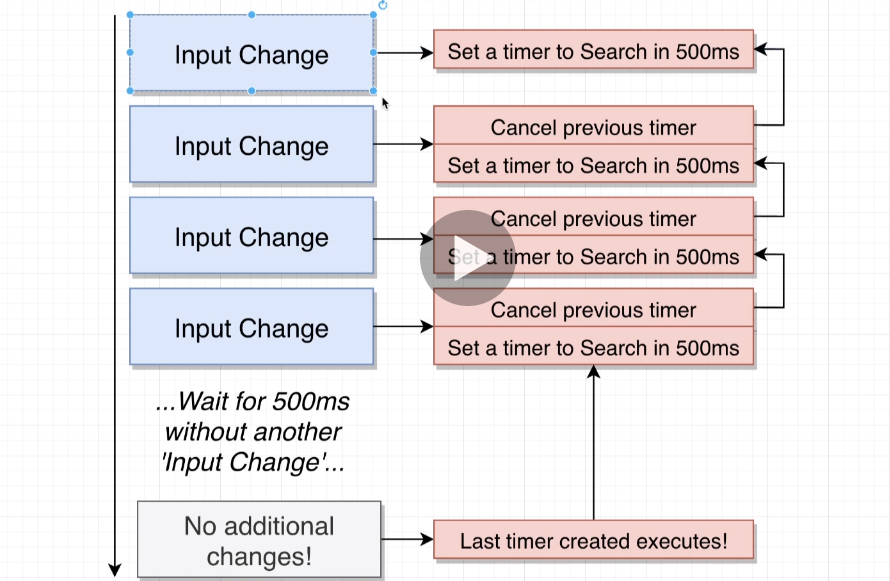 Input Change
Set a timer to Search in 500ms
Input Change
Cancel previous timer
Set a timer to Search in 500ms
Input Change
Cancel previous timer
Set a timer to Search in 500ms
Input Change
Cancel previous timer
Set a timer to Search in 500ms
...Wait for 500ms
without another
'Input Change'...
No additional
changes!
Last timer created executes!